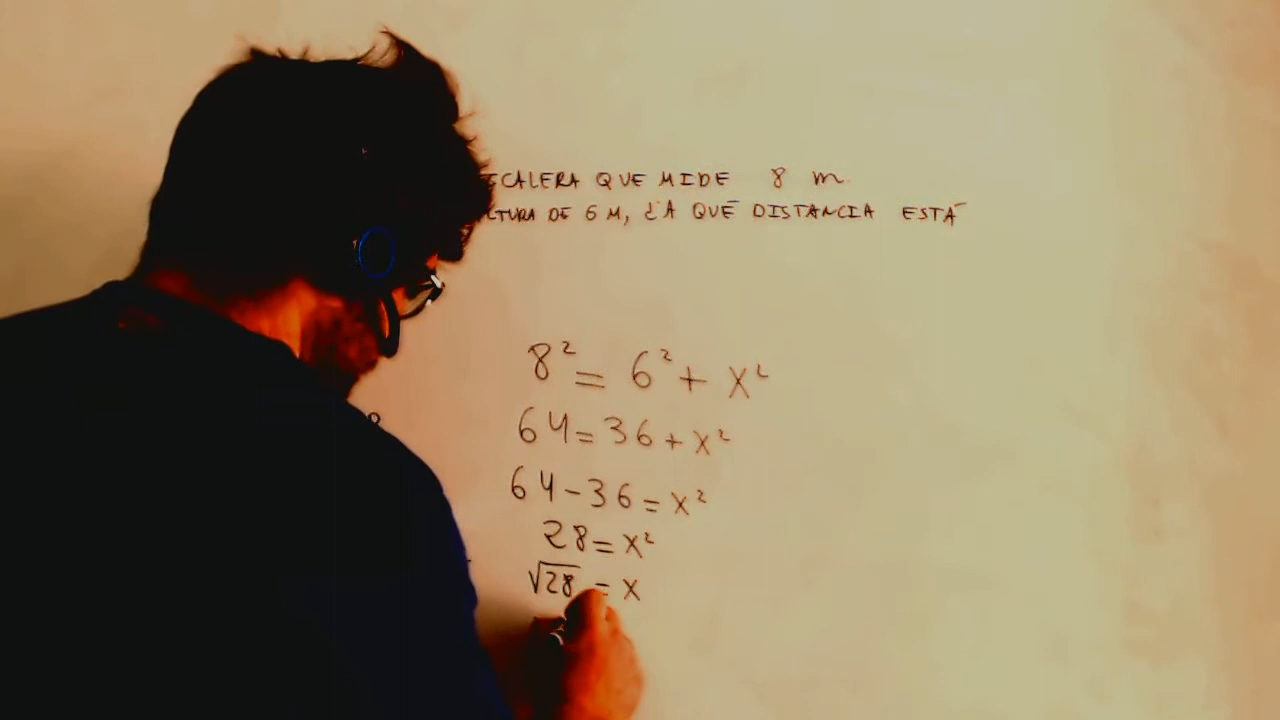 ESCALERA QUE MIDE 8 m.
LTURA DE 6 M, ¿A QUÉ DISTANCIA ESTÁ
8² = 6² + X²
64 = 36 + X²
64 - 36 = X²
28 = X²
√28 = X